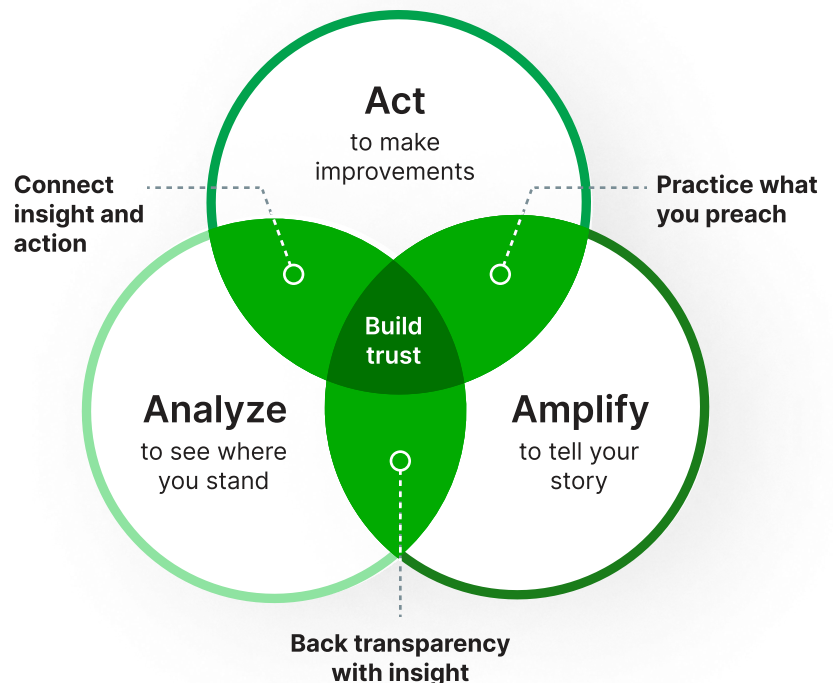 Act
to make
improvements
Connect
insight and
action
Practice what
you preach
Build
trust
Analyze
to see where
you stand
Amplify
to tell your
story
Back transparency
with insight